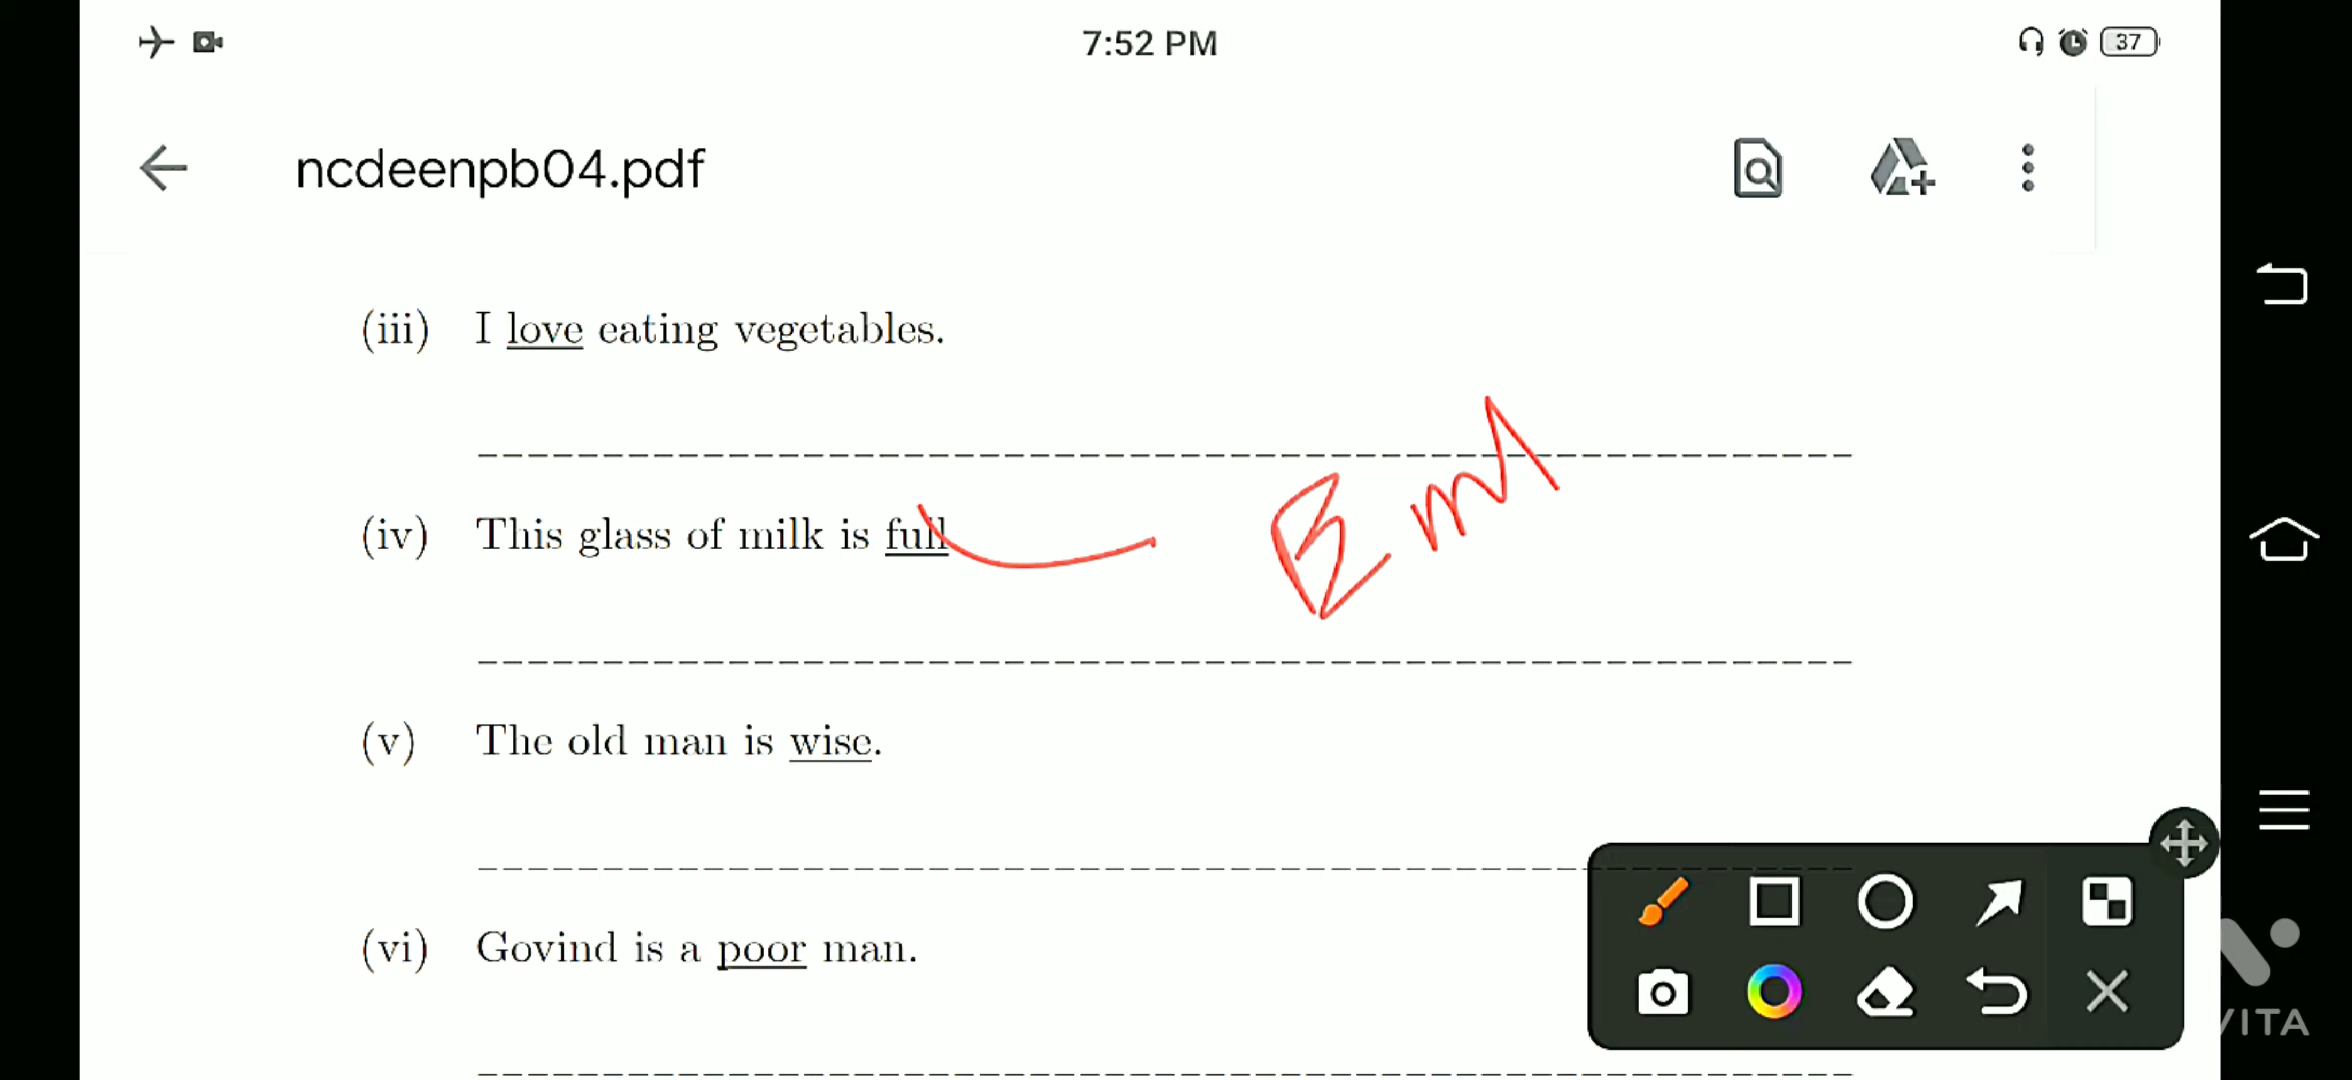 7:52 PM
37
ncdeenpb04.pdf
(iii) I love eating vegetables.
(iv) This glass of milk is full
(v) The old man is wise.
(vi) Govind is a poor man.
VITA